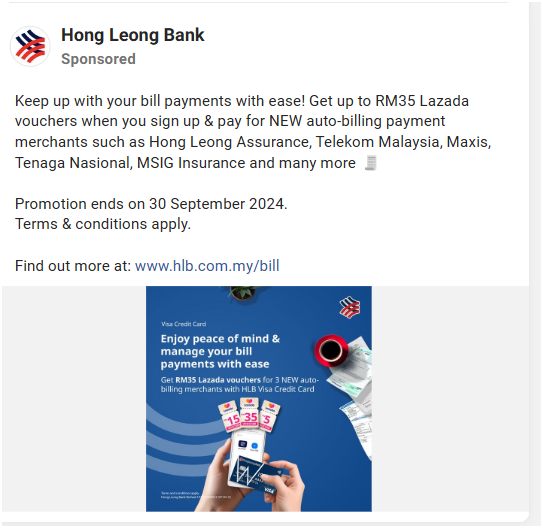 Hong Leong Bank
Sponsored
Keep up with your bill payments with ease! Get up to RM35 Lazada
vouchers when you sign up & pay for NEW auto-billing payment
merchants such as Hong Leong Assurance, Telekom Malaysia, Maxis,
Tenaga Nasional, MSIG Insurance and many more
Promotion ends on 30 September 2024.
Terms & conditions apply.
Find out more at: www.hlb.com.my/bill
Visa Credit Card
Enjoy peace of mind &
manage your bill
payments with ease
Get RM35 Lazada vouchers for 3 NEW auto-
billing merchants with HLB Visa Credit Card
15 35 5
VISA